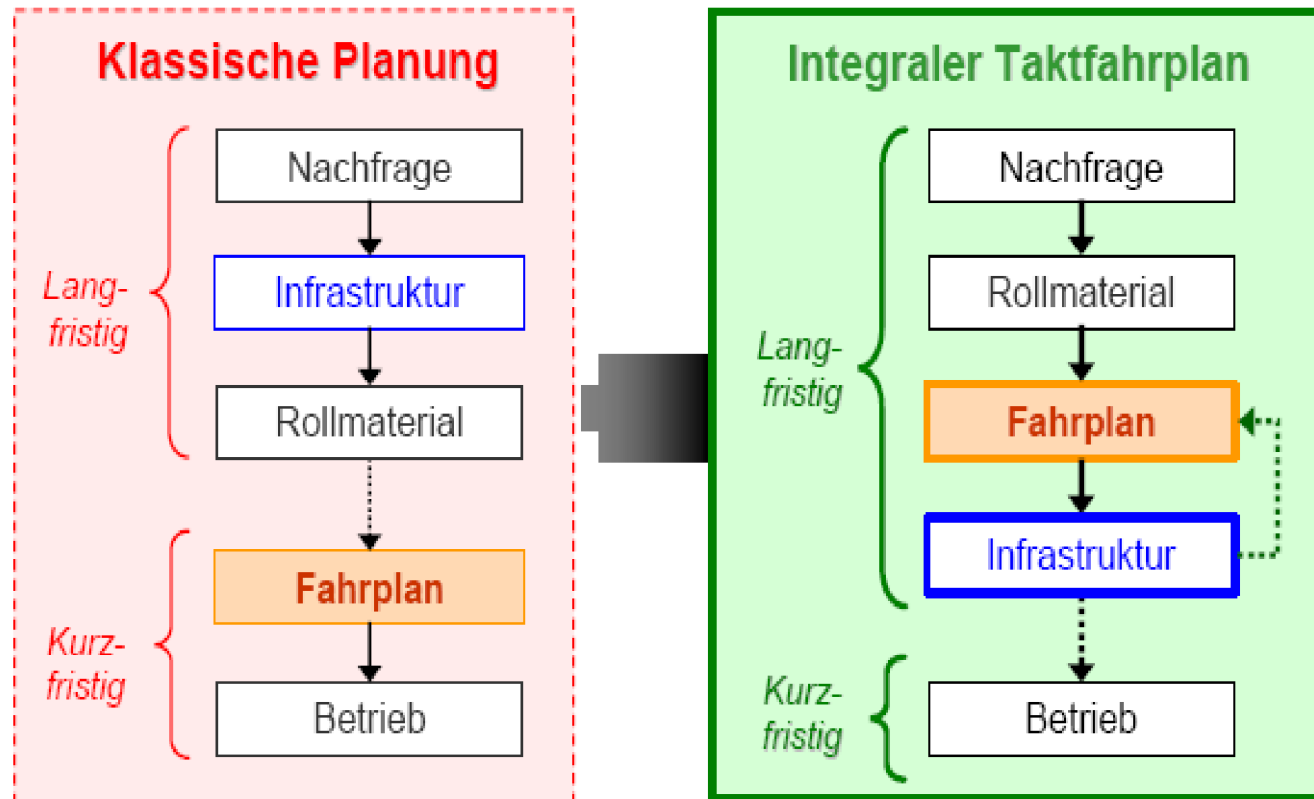 Klassische Planung
Nachfrage
Infrastruktur
Lang-
fristig
Rollmaterial
Fahrplan
Kurz-
fristig
Betrieb
Integraler Taktfahrplan
Nachfrage
Rollmaterial
Lang-
fristig
Fahrplan
Infrastruktur
Kurz-
fristig
Betrieb